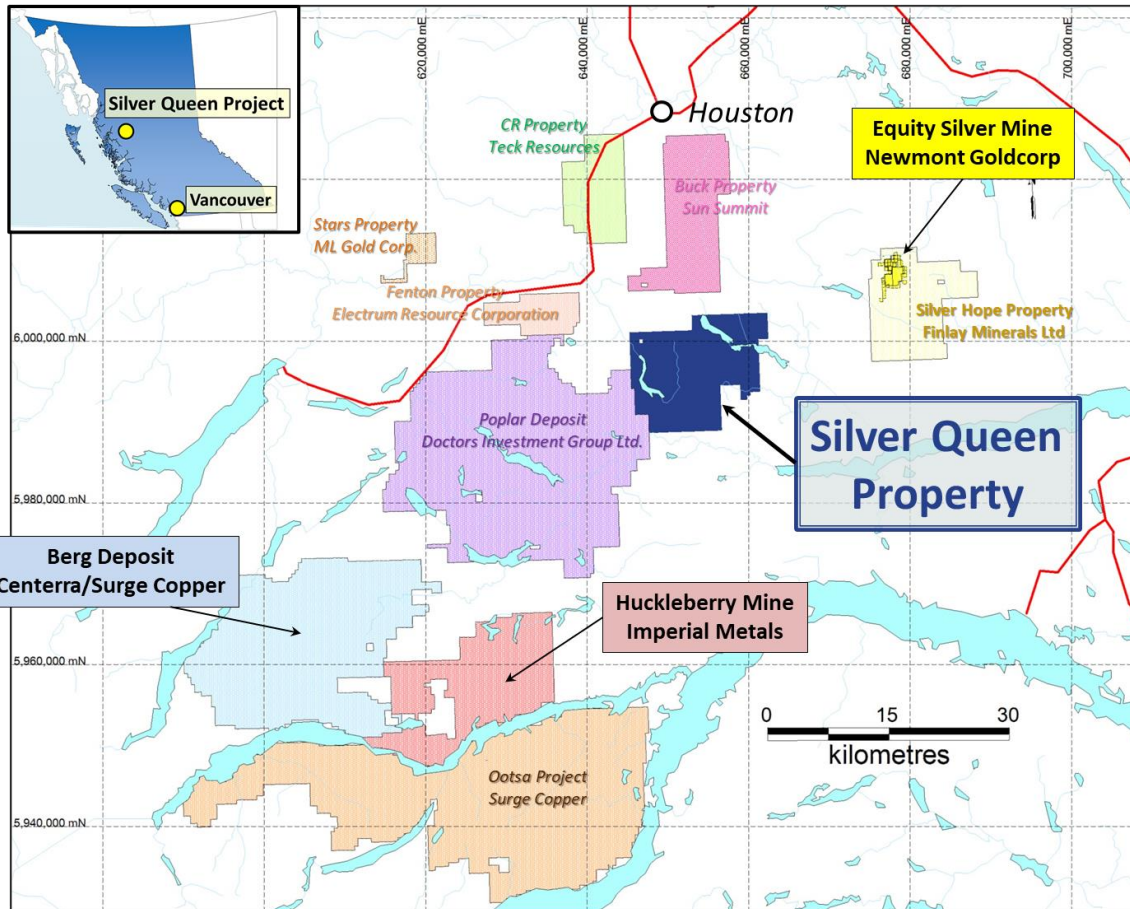 Silver Queen Project
Vancouver
620,000 mE
640,000 mE
660,000 mE
680,000 mE
700,000 mE
Houston
CR Property
Teck Resources
Equity Silver Mine
Newmont Goldcorp
Buck Property
Sun Summit
Stars Property
ML Gold Corp.
Fenton Property
Electrum Resource Corporation
Silver Hope Property
Finlay Minerals Ltd
6,000,000 mN
Poplar Deposit
Doctors Investment Group Ltd.
Silver Queen
Property
5,980,000 mN
Berg Deposit
Centerra/Surge Copper
Huckleberry Mine
Imperial Metals
5,960,000 mN
0 15 30
kilometres
Ootsa Project
Surge Copper
5,940,000 mN